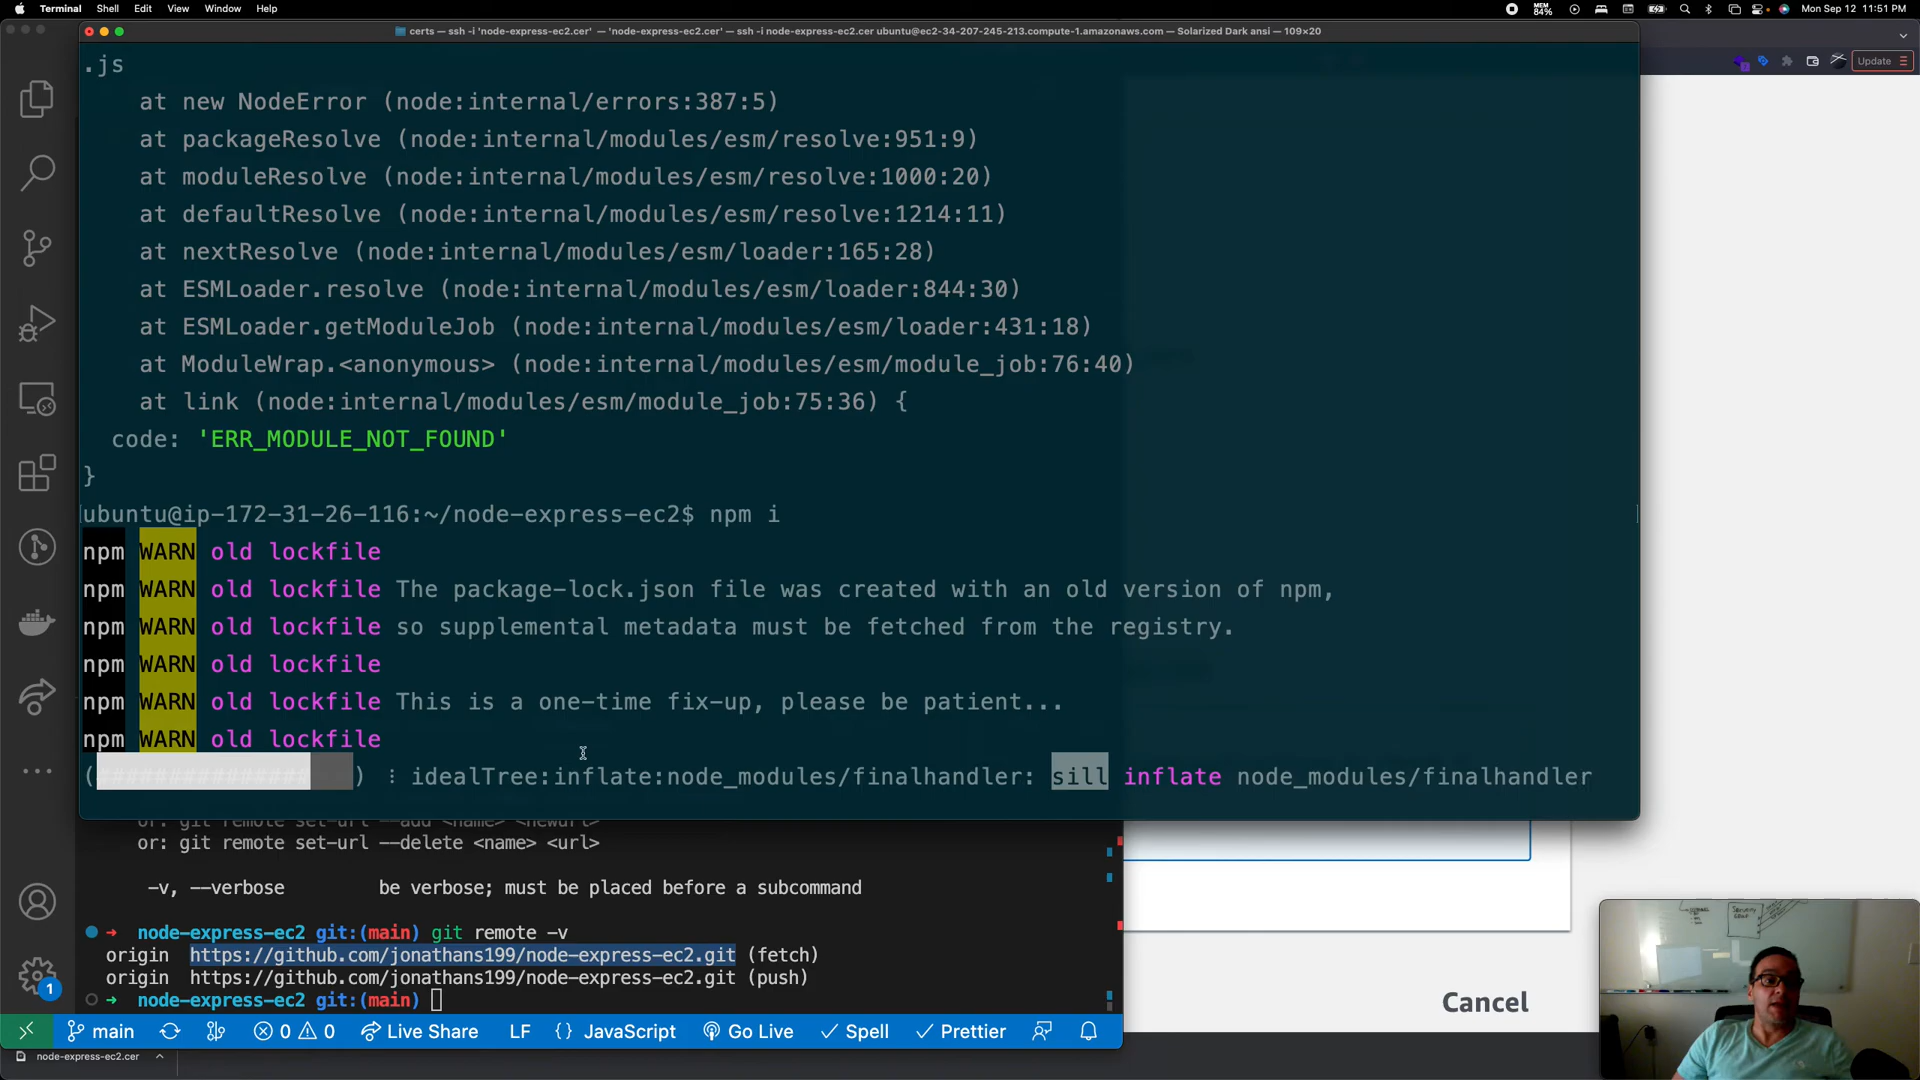 Terminal Shell Edit View Window Help
MEM 84% Mon Sep 12 11:51 PM
certs — ssh -i 'node-express-ec2.cer' — 'node-express-ec2.cer' — ssh -i node-express-ec2.cer ubuntu@ec2-34-207-245-213.compute-1.amazonaws.com — Solarized Dark ansi — 109×20
Update
.js
at new NodeError (node:internal/errors:387:5)
at packageResolve (node:internal/modules/esm/resolve:951:9)
at moduleResolve (node:internal/modules/esm/resolve:1000:20)
at defaultResolve (node:internal/modules/esm/resolve:1214:11)
at nextResolve (node:internal/modules/esm/loader:165:28)
at ESMLoader.resolve (node:internal/modules/esm/loader:844:30)
at ESMLoader.getModuleJob (node:internal/modules/esm/loader:431:18)
at ModuleWrap.<anonymous> (node:internal/modules/esm/module_job:76:40)
at link (node:internal/modules/esm/module_job:75:36) {
code: 'ERR_MODULE_NOT_FOUND'
}
ubuntu@ip-172-31-26-116:~/node-express-ec2$ npm i
npm WARN old lockfile
npm WARN old lockfile The package-lock.json file was created with an old version of npm,
npm WARN old lockfile so supplemental metadata must be fetched from the registry.
npm WARN old lockfile
npm WARN old lockfile This is a one-time fix-up, please be patient...
npm WARN old lockfile
(###############) ⠇ idealTree:inflate:node_modules/finalhandler: sill inflate node_modules/finalhandler
or: git remote set-url --add <name> <newurl>
or: git remote set-url --delete <name> <url>
-v, --verbose be verbose; must be placed before a subcommand
➜ node-express-ec2 git:(main) git remote -v
origin https://github.com/jonathans199/node-express-ec2.git (fetch)
origin https://github.com/jonathans199/node-express-ec2.git (push)
➜ node-express-ec2 git:(main)
Cancel
1
main 0 0 Live Share LF {} JavaScript Go Live Spell Prettier
node-express-ec2.cer